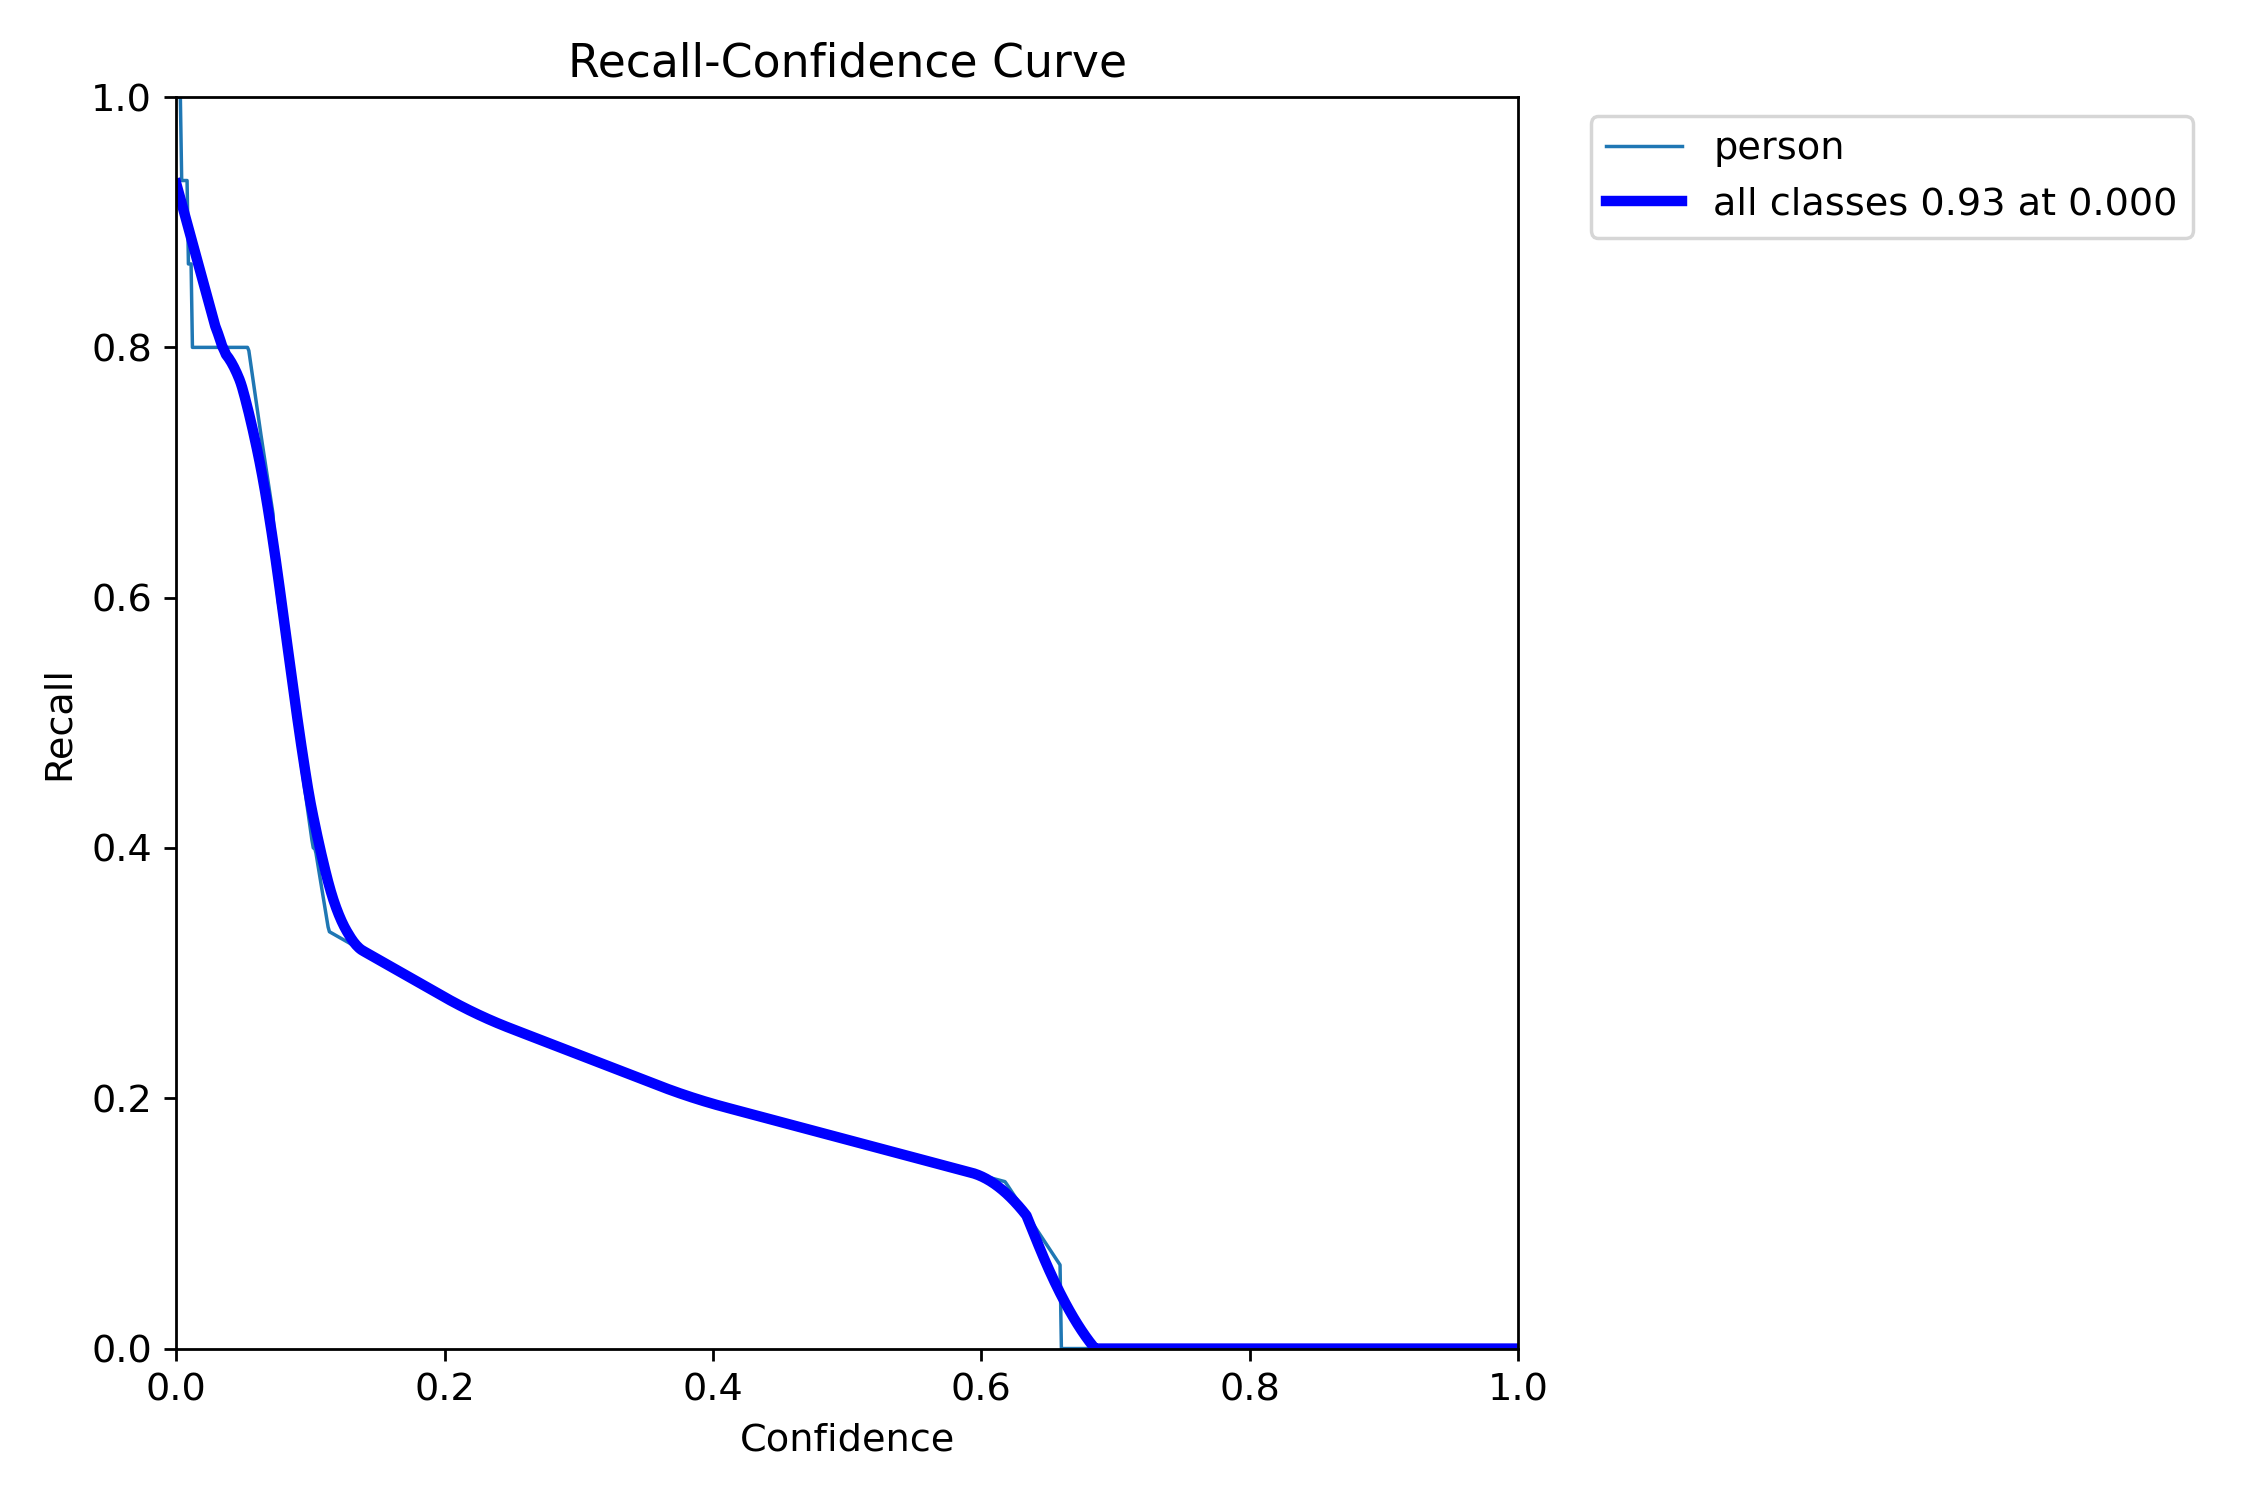 Recall-Confidence Curve
1.0
0.8
0.6
0.4
0.2
0.0
Recall
0.0 0.2 0.4 0.6 0.8 1.0
Confidence
person
all classes 0.93 at 0.000